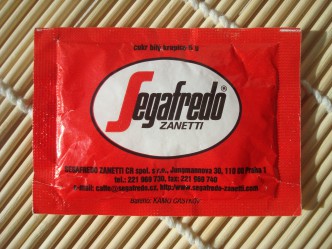 cukr bílý krupice 5 g
Segafredo®
ZANETTI
SEGAFREDO ZANETTI CR spol. s r.o., Jungmannova 30, 110 00 Praha 1
tel.: 221 969 730, fax: 221 969 740
e-mail: caffe@segafredo.cz, http:/www.segafredo-zanetti.com